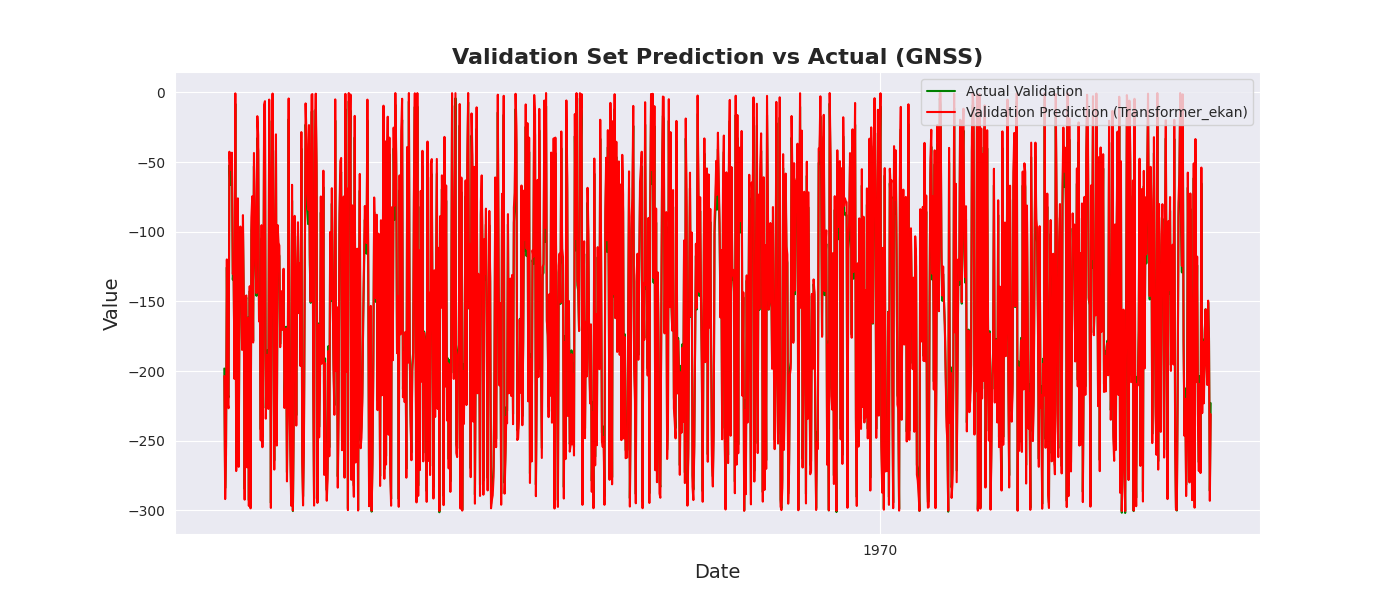 Validation Set Prediction vs Actual (GNSS)
Actual Validation
Validation Prediction (Transformer_ekan)
0
−50
−100
−150
−200
−250
−300
Value
1970
Date